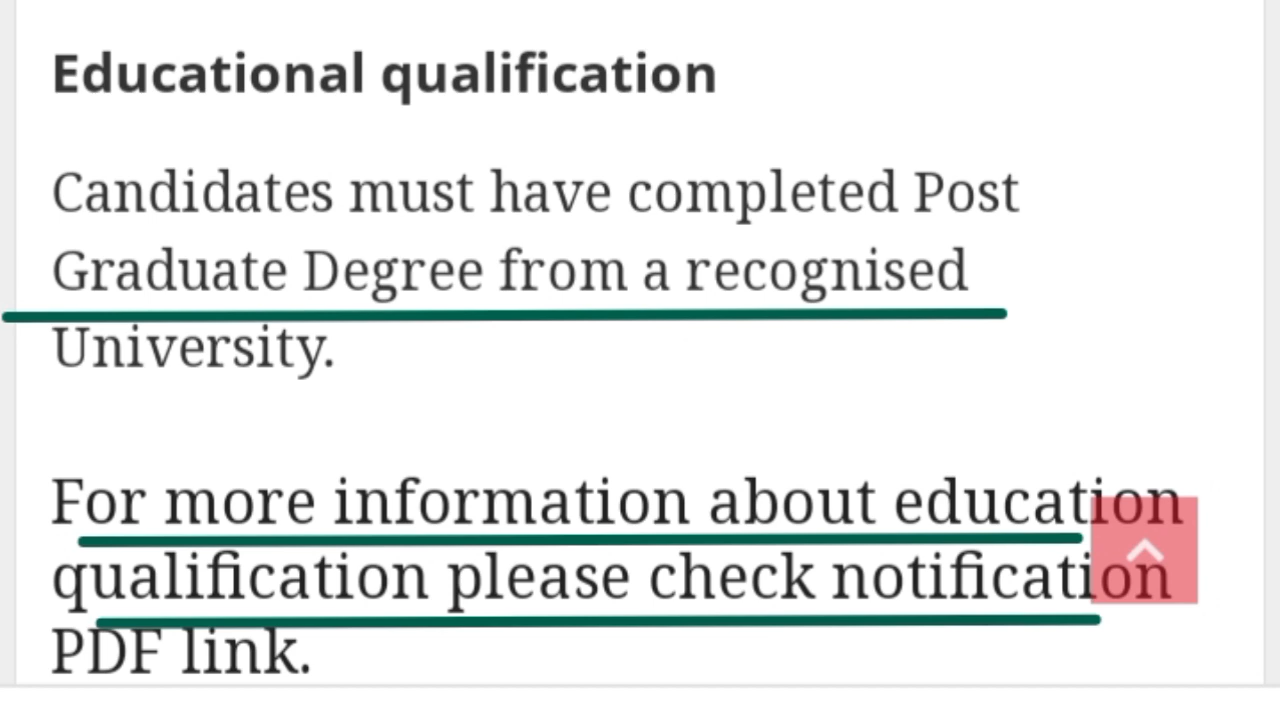 Educational qualification
Candidates must have completed Post
Graduate Degree from a recognised
University.
For more information about education
qualification please check notification
PDF link.